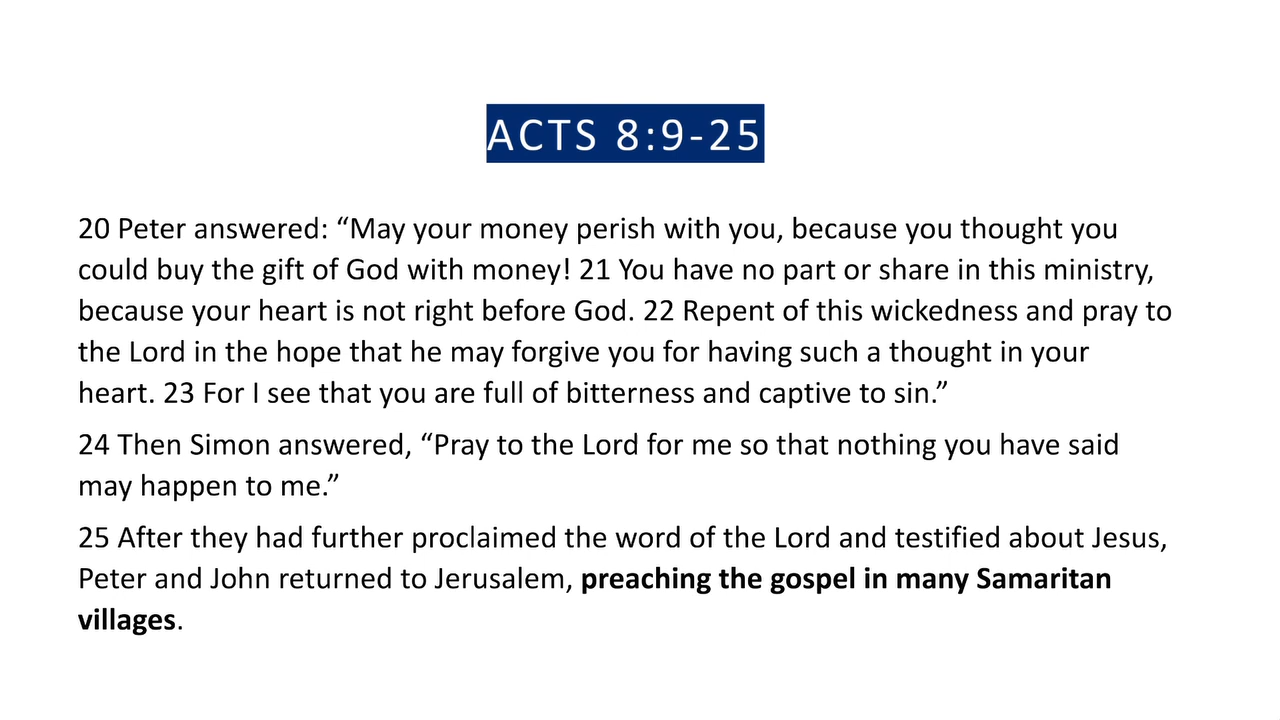 ACTS 8:9-25
20 Peter answered: “May your money perish with you, because you thought you
could buy the gift of God with money! 21 You have no part or share in this ministry,
because your heart is not right before God. 22 Repent of this wickedness and pray to
the Lord in the hope that he may forgive you for having such a thought in your
heart. 23 For I see that you are full of bitterness and captive to sin.”
24 Then Simon answered, “Pray to the Lord for me so that nothing you have said
may happen to me.”
25 After they had further proclaimed the word of the Lord and testified about Jesus,
Peter and John returned to Jerusalem, preaching the gospel in many Samaritan
villages.